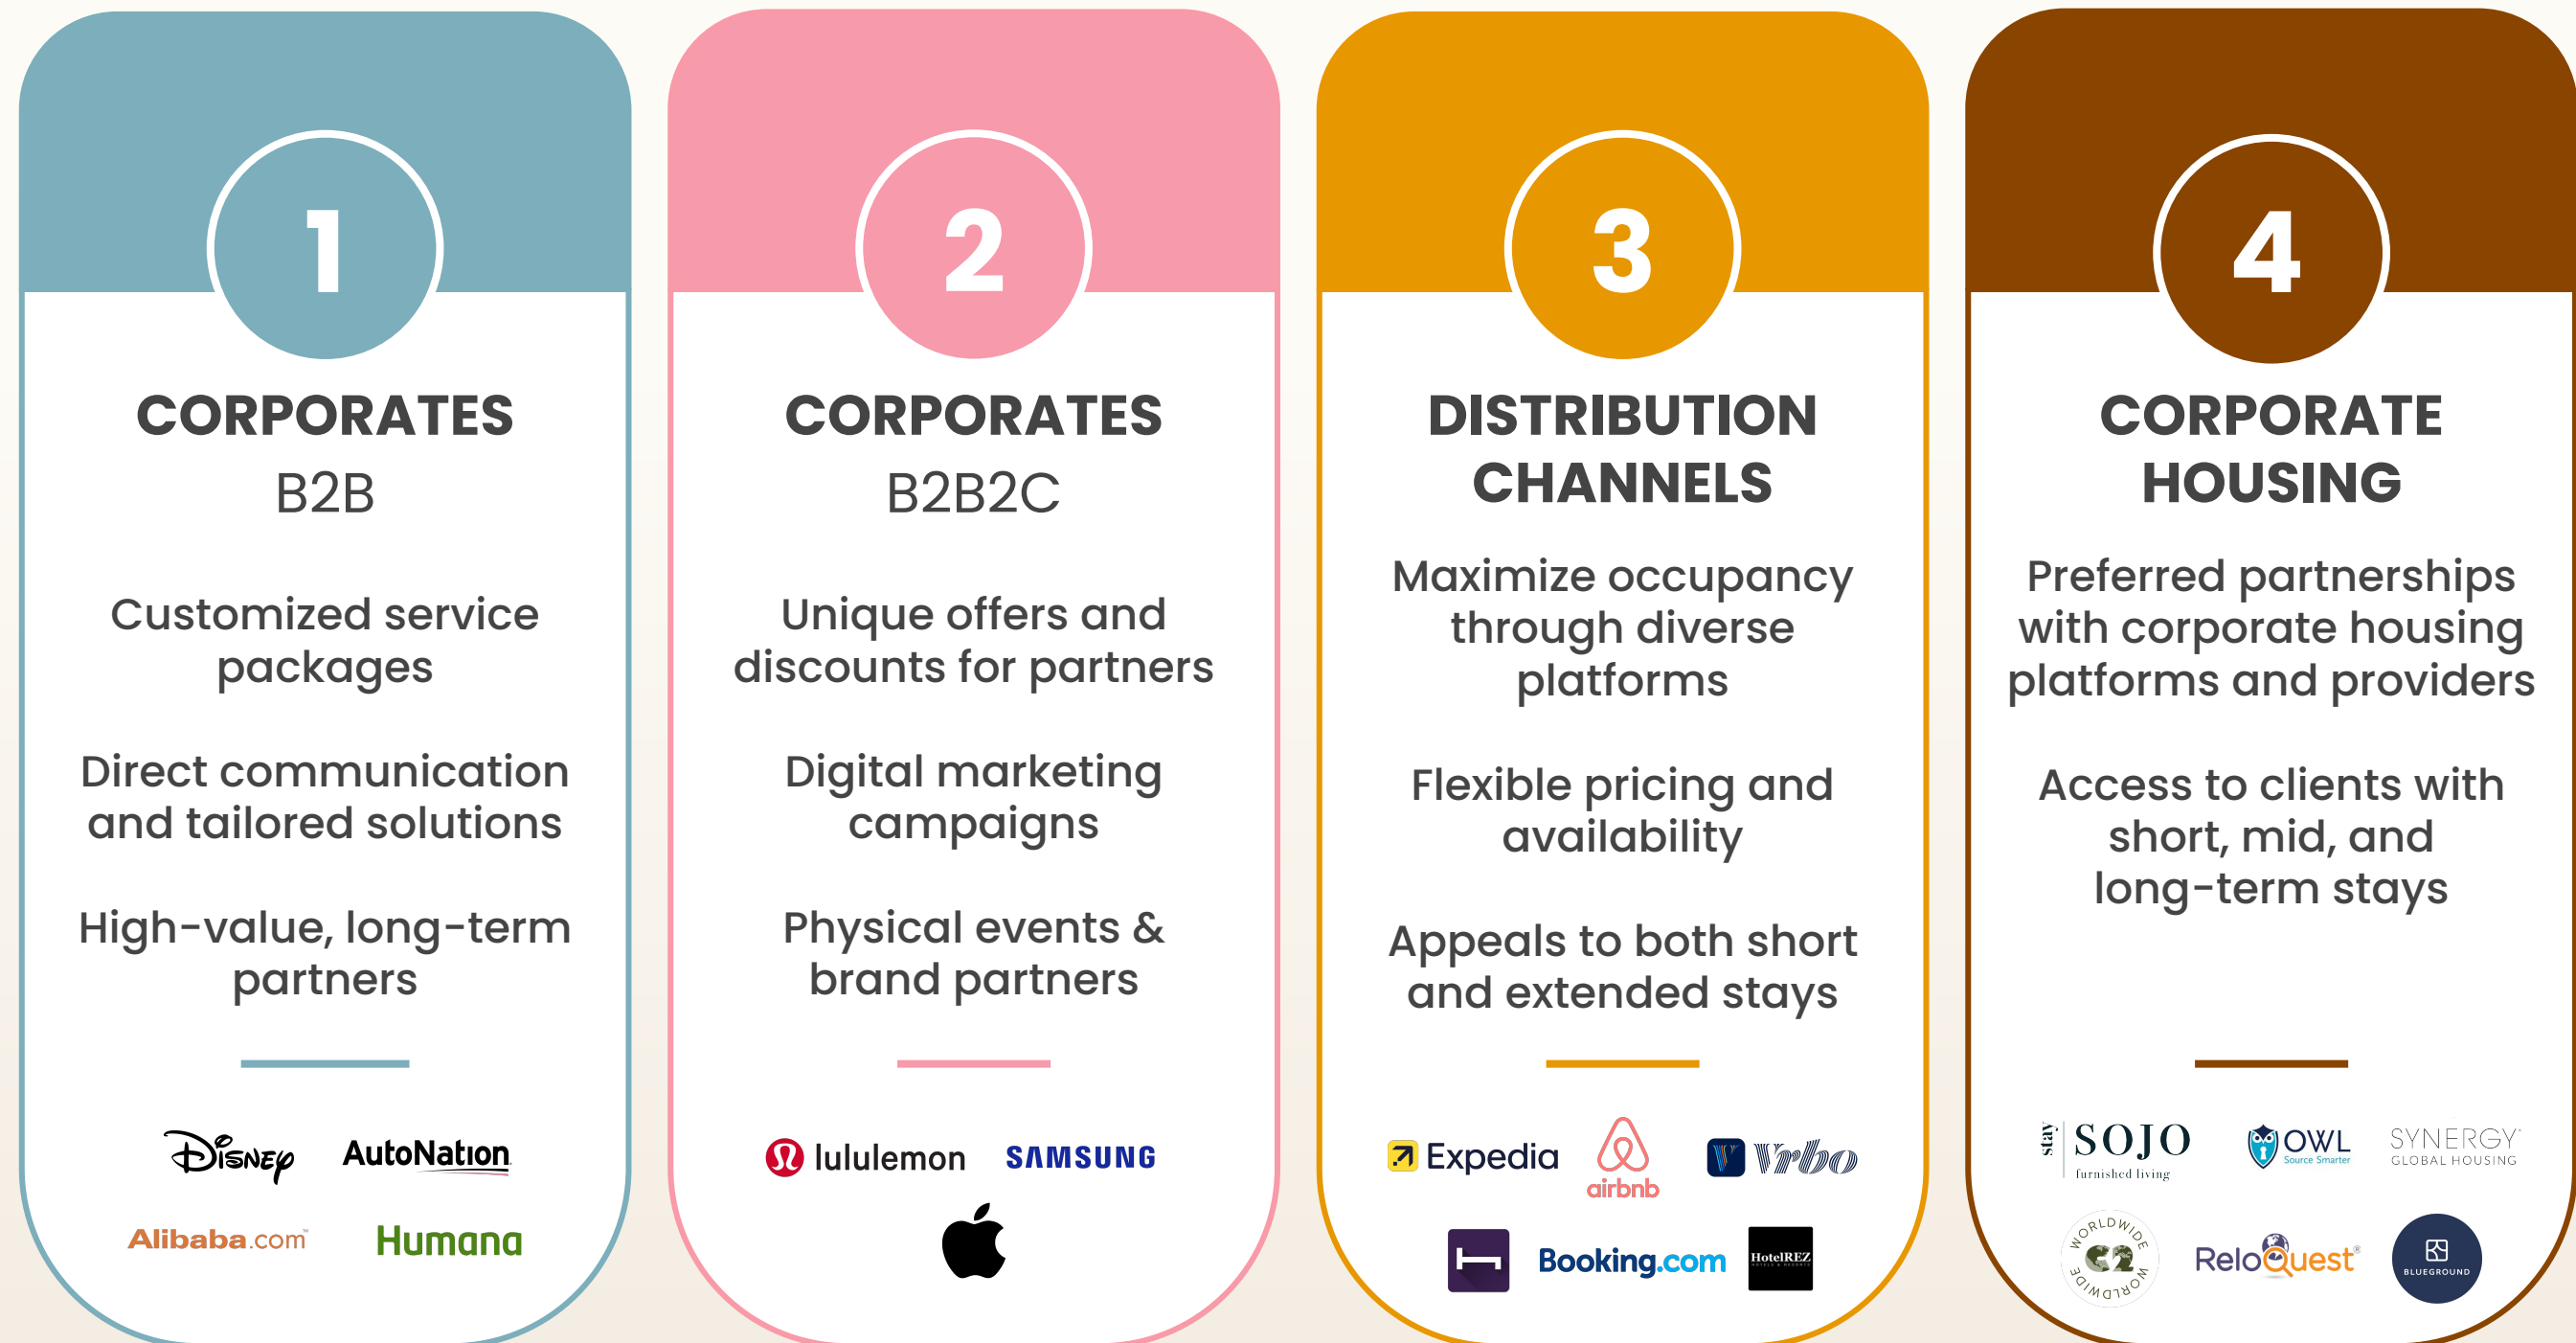 1
CORPORATES
B2B
Customized service
packages
Direct communication
and tailored solutions
High-value, long-term
partners
Disney
AutoNation
Alibaba.com
Humana
2
CORPORATES
B2B2C
Unique offers and
discounts for partners
Digital marketing
campaigns
Physical events &
brand partners
lululemon
SAMSUNG
3
DISTRIBUTION
CHANNELS
Maximize occupancy
through diverse
platforms
Flexible pricing and
availability
Appeals to both short
and extended stays
Expedia
airbnb
V Vrbo
H
Booking.com
HotelREZ
HOTELS & RESORTS
4
CORPORATE
HOUSING
Preferred partnerships
with corporate housing
platforms and providers
Access to clients with
short, mid, and
long-term stays
stay
SOJO
furnished living
OWL
Source Smarter
SYNERGY
GLOBAL HOUSING
WORLDWIDE
WORLDWIDE
ReloQuest®
BLUEGROUND